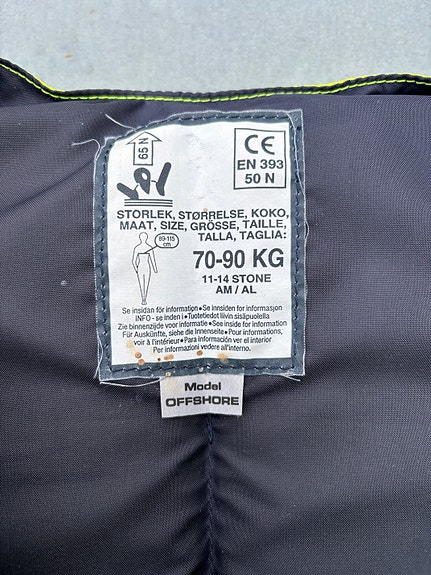 65 N
CE
EN 393
50 N
STORLEK, STØRRELSE, KOKO,
MAAT, SIZE, GRÖSSE, TAILLE,
TALLA, TAGLIA:
89-115
cm
70-90 KG
11-14 STONE
AM / AL
Se insidan för information • Se innsiden for informasjon
INFO - se inden i • Tuotetiedot liivin sisäpuolella
Zie binnenzijde voor informatie • See inside for information
Für Auskünfte, siehe die Innenseite • Pour informations,
voir à l'intérieur • Para información ver el interior
Per informazioni vedere all'interno.
Model
OFFSHORE